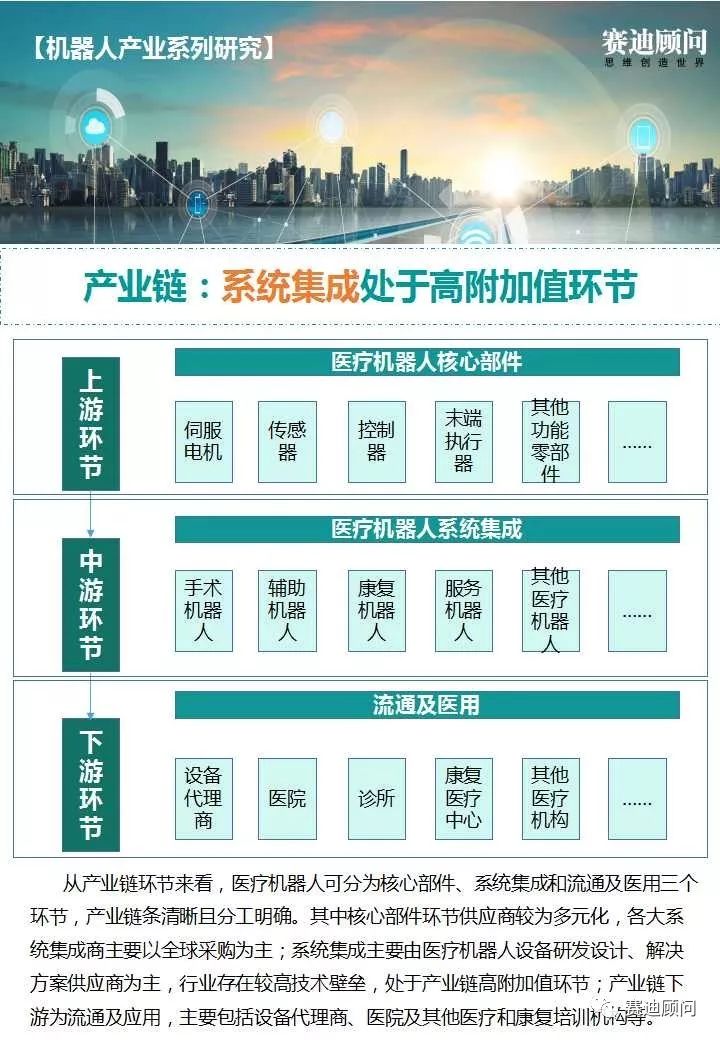 【机器人产业系列研究】
赛迪顾问
思维创造世界
产业链：系统集成处于高附加值环节
上游环节
医疗机器人核心部件
伺服
电机
传感
器
控制
器
末端
执行
器
其他
功能
零部
件
......
中游环节
医疗机器人系统集成
手术
机器
人
辅助
机器
人
康复
机器
人
服务
机器
人
其他
医疗
机器
人
......
下游环节
流通及医用
设备
代理
商
医院
诊所
康复
医疗
中心
其他
医疗
机构
......
从产业链环节来看，医疗机器人可分为核心部件、系统集成和流通及医用三个
环节，产业链条清晰且分工明确。其中核心部件环节供应商较为多元化，各大系
统集成商主要以全球采购为主；系统集成主要由医疗机器人设备研发设计、解决
方案供应商为主，行业存在较高技术壁垒，处于产业链高附加值环节；产业链下
游为流通及应用，主要包括设备代理商、医院及其他医疗和康复培训机构等。
赛迪顾问